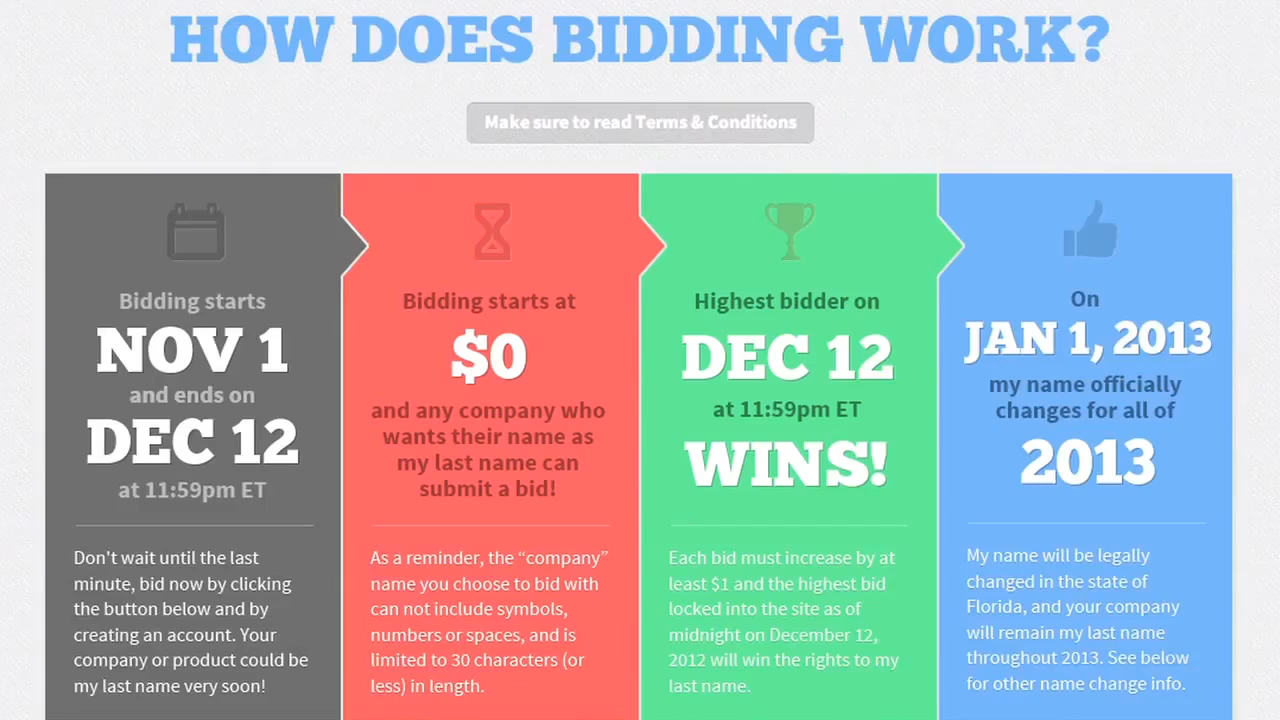 HOW DOES BIDDING WORK?
Make sure to read Terms & Conditions
Bidding starts
NOV 1
and ends on
DEC 12
at 11:59pm ET
Don't wait until the last
minute, bid now by clicking
the button below and by
creating an account. Your
company or product could be
my last name very soon!
Bidding starts at
$0
and any company who
wants their name as
my last name can
submit a bid!
As a reminder, the “company”
name you choose to bid with
can not include symbols,
numbers or spaces, and is
limited to 30 characters (or
less) in length.
Highest bidder on
DEC 12
at 11:59pm ET
WINS!
Each bid must increase by at
least $1 and the highest bid
locked into the site as of
midnight on December 12,
2012 will win the rights to my
last name.
On
JAN 1, 2013
my name officially
changes for all of
2013
My name will be legally
changed in the state of
Florida, and your company
will remain my last name
throughout 2013. See below
for other name change info.